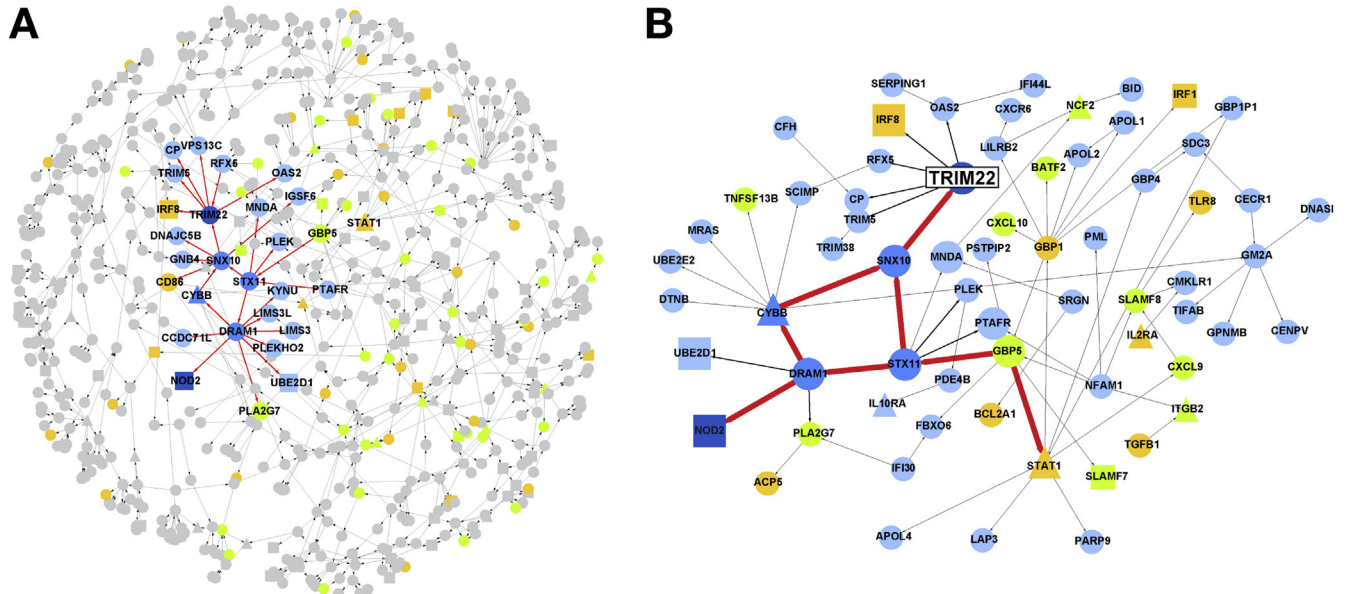 A
B
CP
VPS13C
TRIM5
RFX5
OAS2
IRF8
TRIM22
MNDA
IGSF6
STAT1
DNAJC5B
GBP5
PLEK
GNB4
SNX10
CD86
STX11
CYBB
KYNU
PTAFR
LIMS3L
DRAM1
LIMS3
CCDC71L
PLEKHO2
NOD2
UBE2D1
PLA2G7
SERPING1
IFI44L
BID
IRF1
OAS2
CXCR6
NCF2
GBP1P1
IRF8
CFH
APOL1
LILRB2
SDC3
RFX5
APOL2
BATF2
TRIM22
GBP4
SCIMP
TNFSF13B
CP
TLR8
CECR1
DNASI
TRIM5
CXCL10
MRAS
TRIM38
PSTPIP2
GBP1
PML
MNDA
GM2A
UBE2E2
SNX10
CMKLR1
DTNB
PLEK
SRGN
SLAMF8
TIFAB
CYBB
PTAFR
IL2RA
GPNMB
CENPV
UBE2D1
GBP5
STX11
CXCL9
DRAM1
PDE4B
NFAM1
IL10RA
ITGB2
BCL2A1
NOD2
PLA2G7
FBXO6
TGFB1
IFI30
STAT1
SLAMF7
ACP5
APOL4
LAP3
PARP9